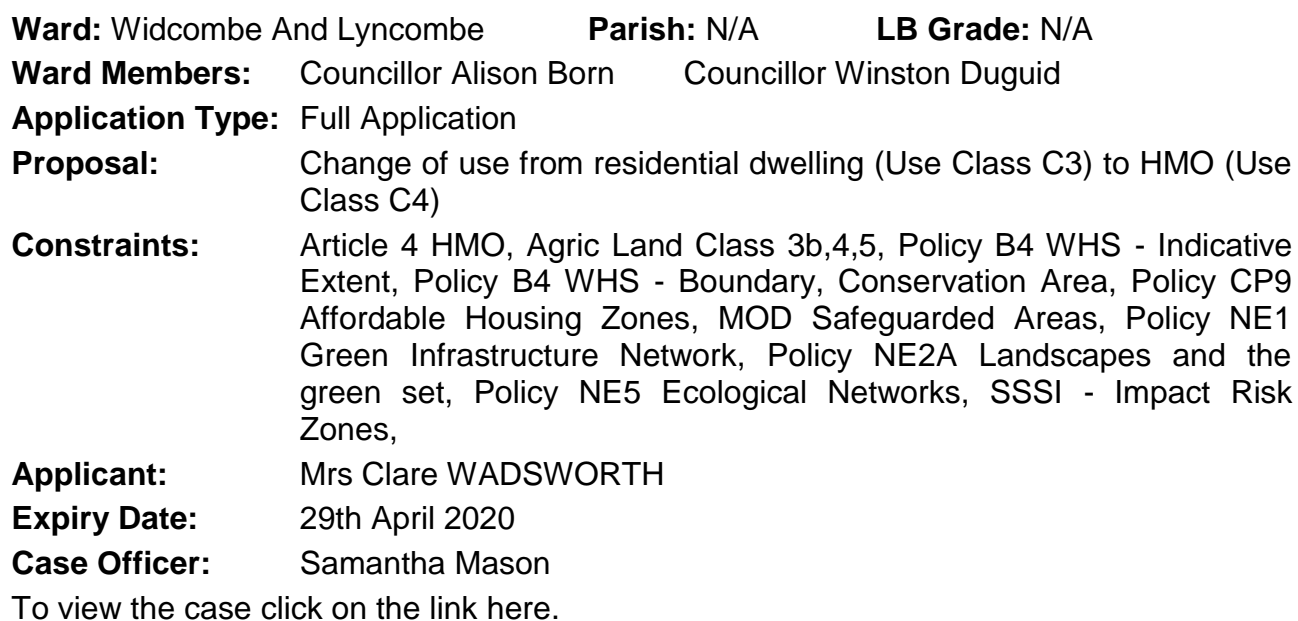 Ward: Widcombe And Lyncombe Parish: N/A LB Grade: N/A
Ward Members: Councillor Alison Born Councillor Winston Duguid
Application Type: Full Application
Proposal: Change of use from residential dwelling (Use Class C3) to HMO (Use
Class C4)
Constraints: Article 4 HMO, Agric Land Class 3b,4,5, Policy B4 WHS - Indicative
Extent, Policy B4 WHS - Boundary, Conservation Area, Policy CP9
Affordable Housing Zones, MOD Safeguarded Areas, Policy NE1
Green Infrastructure Network, Policy NE2A Landscapes and the
green set, Policy NE5 Ecological Networks, SSSI - Impact Risk
Zones,
Applicant: Mrs Clare WADSWORTH
Expiry Date: 29th April 2020
Case Officer: Samantha Mason
To view the case click on the link here.